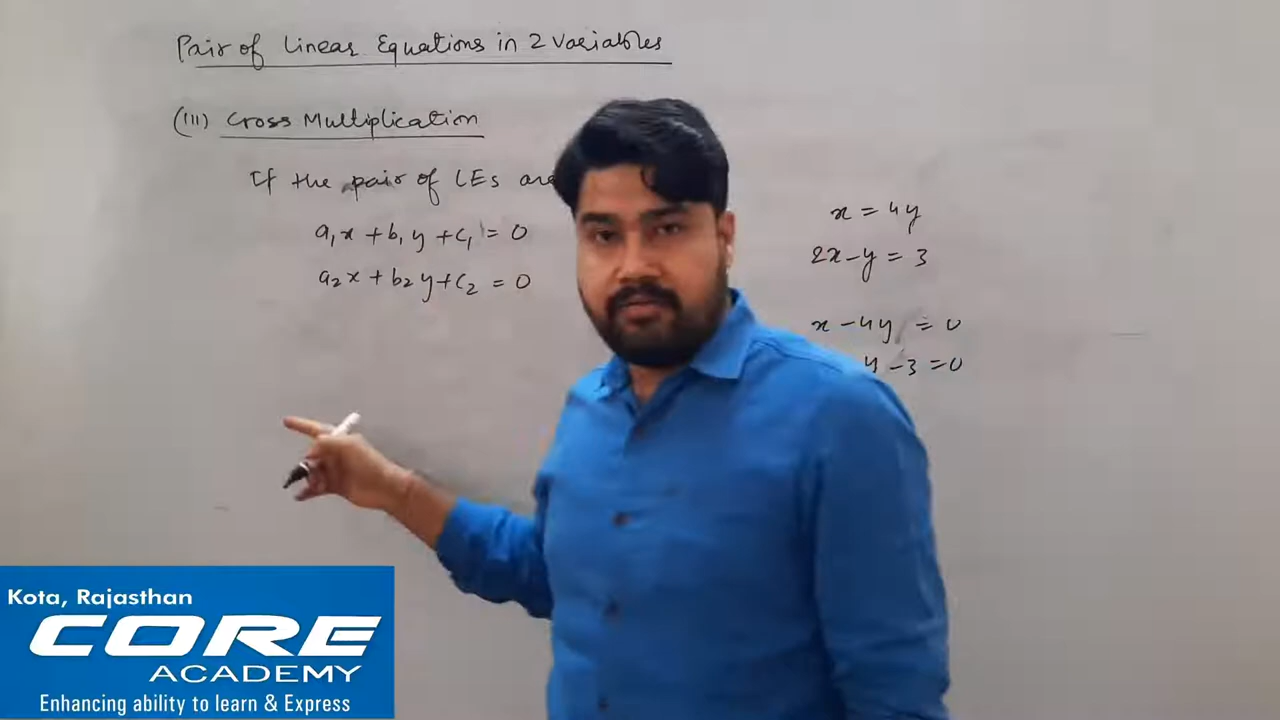 Pair of Linear Equations in 2 Variables
(III) Cross Multiplication
If the pair of LEs are
a₁x + b₁y + c₁ = 0
a₂x + b₂y + c₂ = 0
x = 4y
2x - y = 3
x - 4y = 0
y - 3 = 0
Kota, Rajasthan
CORE
ACADEMY
Enhancing ability to learn & Express